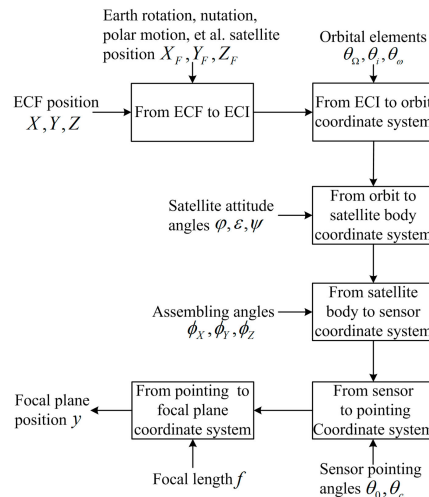 Earth rotation, nutation,
polar motion, et al. satellite
position X_F, Y_F, Z_F
Orbital elements
θ_Ω, θ_i, θ_ω
ECF position
X, Y, Z
From ECF to ECI
From ECI to orbit
coordinate system
Satellite attitude
angles φ, ε, ψ
From orbit to
satellite body
coordinate system
Assembling angles
ϕ_X, ϕ_Y, ϕ_Z
From satellite
body to sensor
coordinate system
Focal plane
position y
From pointing to
focal plane
coordinate system
From sensor
to pointing
Coordinate system
Focal length f
Sensor pointing
angles θ_0, θ_c